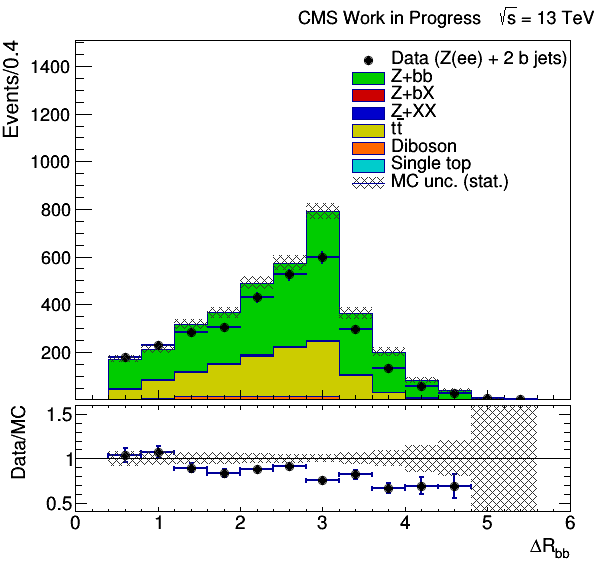 CMS Work in Progress √s = 13 TeV
Events/0.4
1400
1200
1000
800
600
400
200
Data (Z(ee) + 2 b jets)
Z+bb
Z+bX
Z+XX
tt̄
Diboson
Single top
MC unc. (stat.)
Data/MC
1.5
1
0.5
0 1 2 3 4 5 6
ΔR_bb